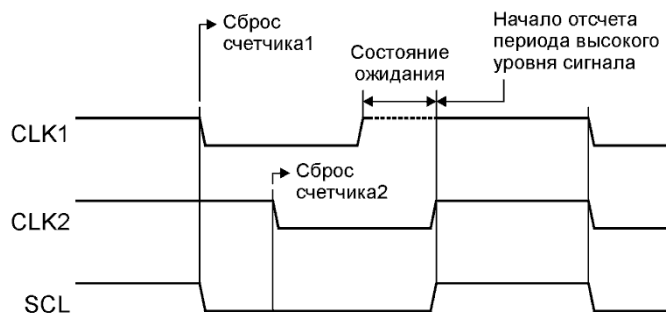 Сброс
счетчика1
Состояние
ожидания
Начало отсчета
периода высокого
уровня сигнала
CLK1
Сброс
счетчика2
CLK2
SCL